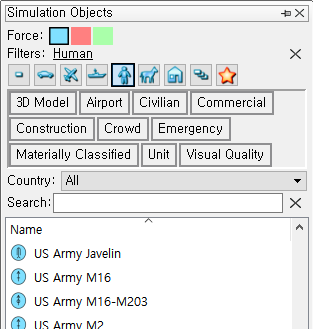 Simulation Objects
Force:
Filters: Human
3D Model Airport Civilian Commercial
Construction Crowd Emergency
Materially Classified Unit Visual Quality
Country: All
Search:
Name
US Army Javelin
US Army M16
US Army M16-M203
US Army M2